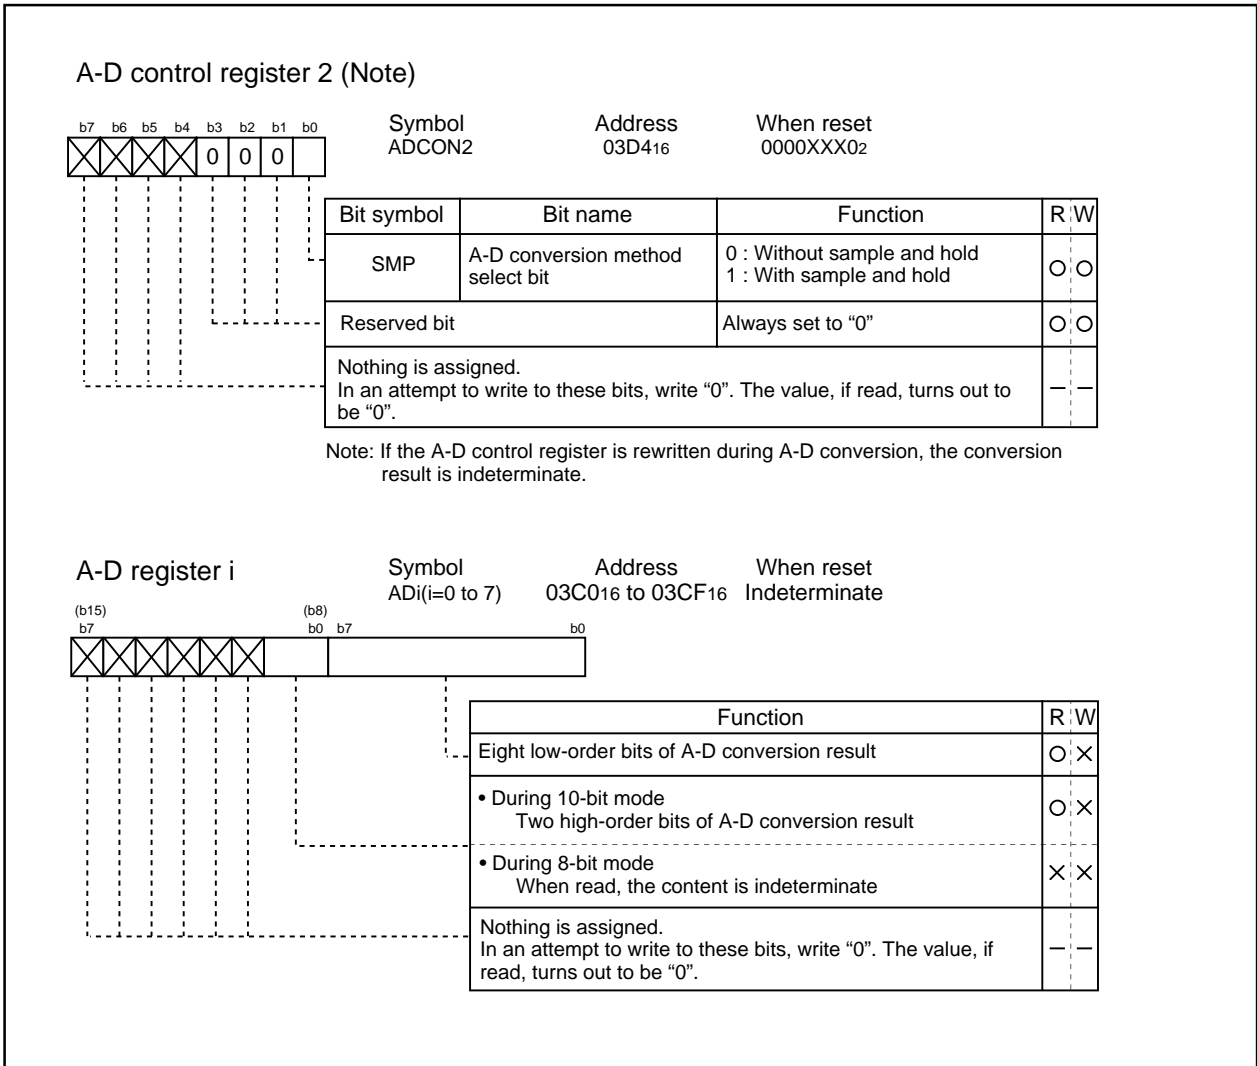 A-D control register 2 (Note)
b7 b6 b5 b4 b3 b2 b1 b0
Symbol Address When reset
ADCON2 03D416 0000XXX02
0 0 0
Bit symbol Bit name Function R W
SMP A-D conversion method select bit 0 : Without sample and hold
1 : With sample and hold
Reserved bit Always set to “0”
Nothing is assigned.
In an attempt to write to these bits, write “0”. The value, if read, turns out to
be “0”.
Note: If the A-D control register is rewritten during A-D conversion, the conversion
result is indeterminate.
A-D register i
Symbol Address When reset
ADi(i=0 to 7) 03C016 to 03CF16 Indeterminate
(b15) (b8)
b7 b0 b7 b0
Function R W
Eight low-order bits of A-D conversion result
• During 10-bit mode
Two high-order bits of A-D conversion result
• During 8-bit mode
When read, the content is indeterminate
Nothing is assigned.
In an attempt to write to these bits, write “0”. The value, if
read, turns out to be “0”.